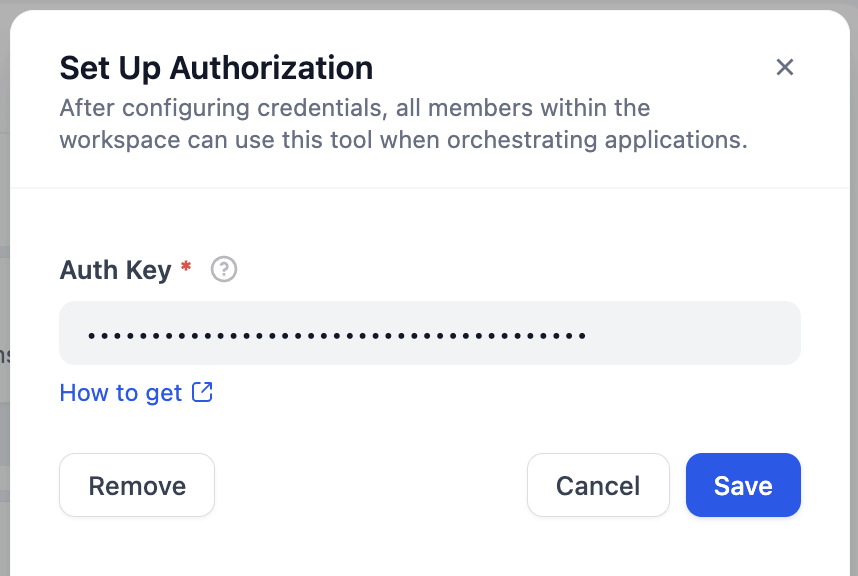 Set Up Authorization
After configuring credentials, all members within the
workspace can use this tool when orchestrating applications.
Auth Key *
•••••••••••••••••••••••••••••••••••••••
How to get
Remove
Cancel
Save